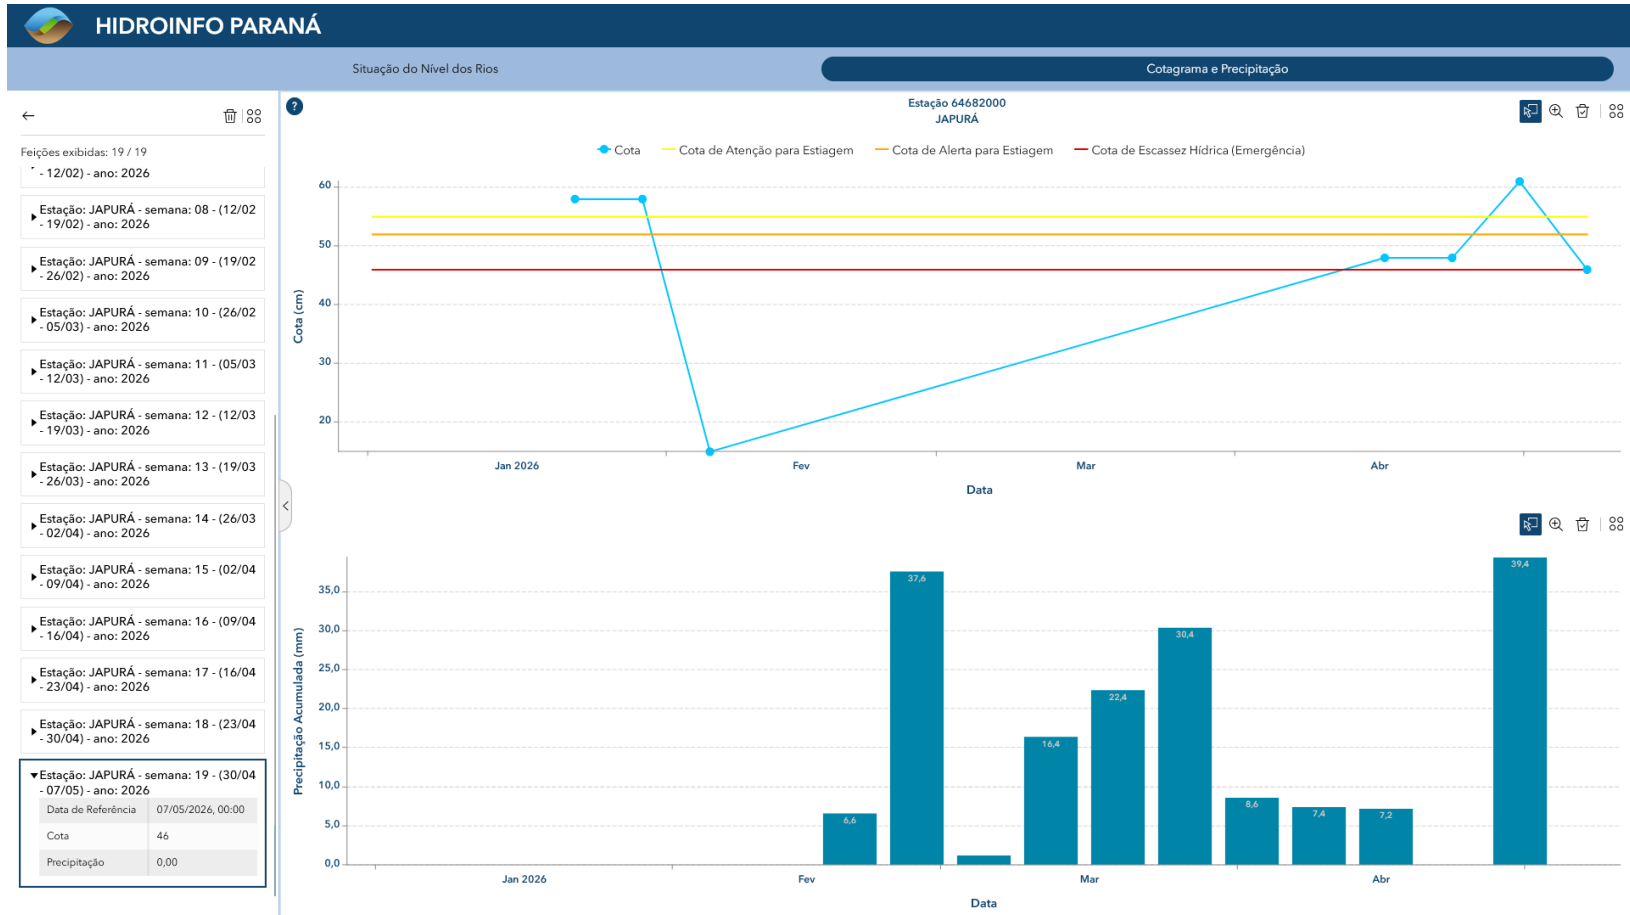 HIDROINFO PARANÁ
Situação do Nível dos Rios
Cotagrama e Precipitação
Feições exibidas: 19 / 19
- 12/02) - ano: 2026
Estação: JAPURÁ - semana: 08 - (12/02
- 19/02) - ano: 2026
Estação: JAPURÁ - semana: 09 - (19/02
- 26/02) - ano: 2026
Estação: JAPURÁ - semana: 10 - (26/02
- 05/03) - ano: 2026
Estação: JAPURÁ - semana: 11 - (05/03
- 12/03) - ano: 2026
Estação: JAPURÁ - semana: 12 - (12/03
- 19/03) - ano: 2026
Estação: JAPURÁ - semana: 13 - (19/03
- 26/03) - ano: 2026
Estação: JAPURÁ - semana: 14 - (26/03
- 02/04) - ano: 2026
Estação: JAPURÁ - semana: 15 - (02/04
- 09/04) - ano: 2026
Estação: JAPURÁ - semana: 16 - (09/04
- 16/04) - ano: 2026
Estação: JAPURÁ - semana: 17 - (16/04
- 23/04) - ano: 2026
Estação: JAPURÁ - semana: 18 - (23/04
- 30/04) - ano: 2026
Estação: JAPURÁ - semana: 19 - (30/04
- 07/05) - ano: 2026
Data de Referência 07/05/2026, 00:00
Cota 46
Precipitação 0,00
?
Estação 64682000
JAPURÁ
Cota Cota de Atenção para Estiagem Cota de Alerta para Estiagem Cota de Escassez Hídrica (Emergência)
Cota (cm)
60
50
40
30
20
Jan 2026 Fev Mar Abr
Data
Precipitação Acumulada (mm)
35,0
30,0
25,0
20,0
15,0
10,0
5,0
0,0
6,6
37,6
16,4
22,4
30,4
8,6
7,4
7,2
39,4
Jan 2026 Fev Mar Abr
Data